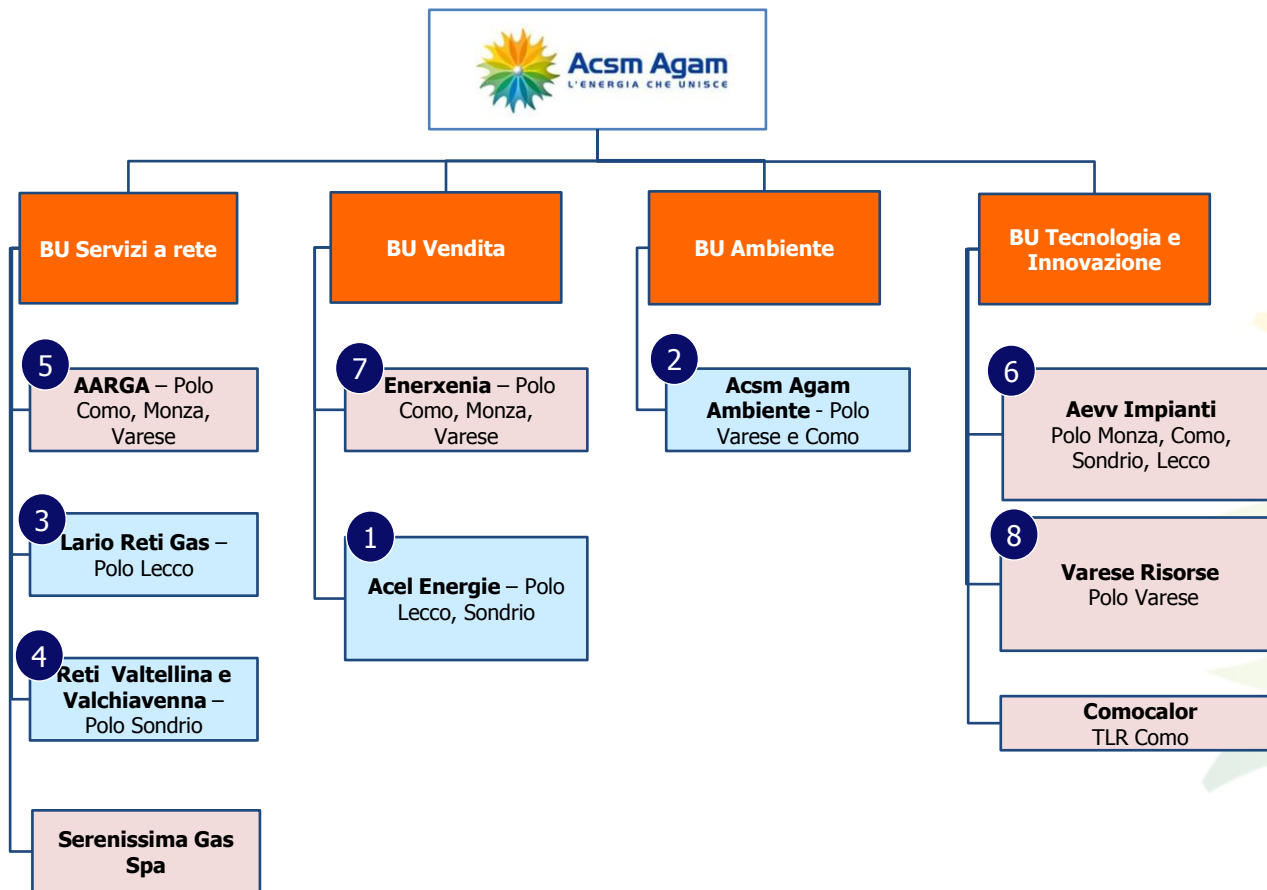 Acsm Agam
L'ENERGIA CHE UNISCE
BU Servizi a rete
BU Vendita
BU Ambiente
BU Tecnologia e
Innovazione
5
AARGA – Polo
Como, Monza,
Varese
7
Enerxenia – Polo
Como, Monza,
Varese
2
Acsm Agam
Ambiente - Polo
Varese e Como
6
Aevv Impianti
Polo Monza, Como,
Sondrio, Lecco
3
Lario Reti Gas –
Polo Lecco
1
Acel Energie – Polo
Lecco, Sondrio
8
Varese Risorse
Polo Varese
4
Reti Valtellina e
Valchiavenna –
Polo Sondrio
Comocalor
TLR Como
Serenissima Gas
Spa